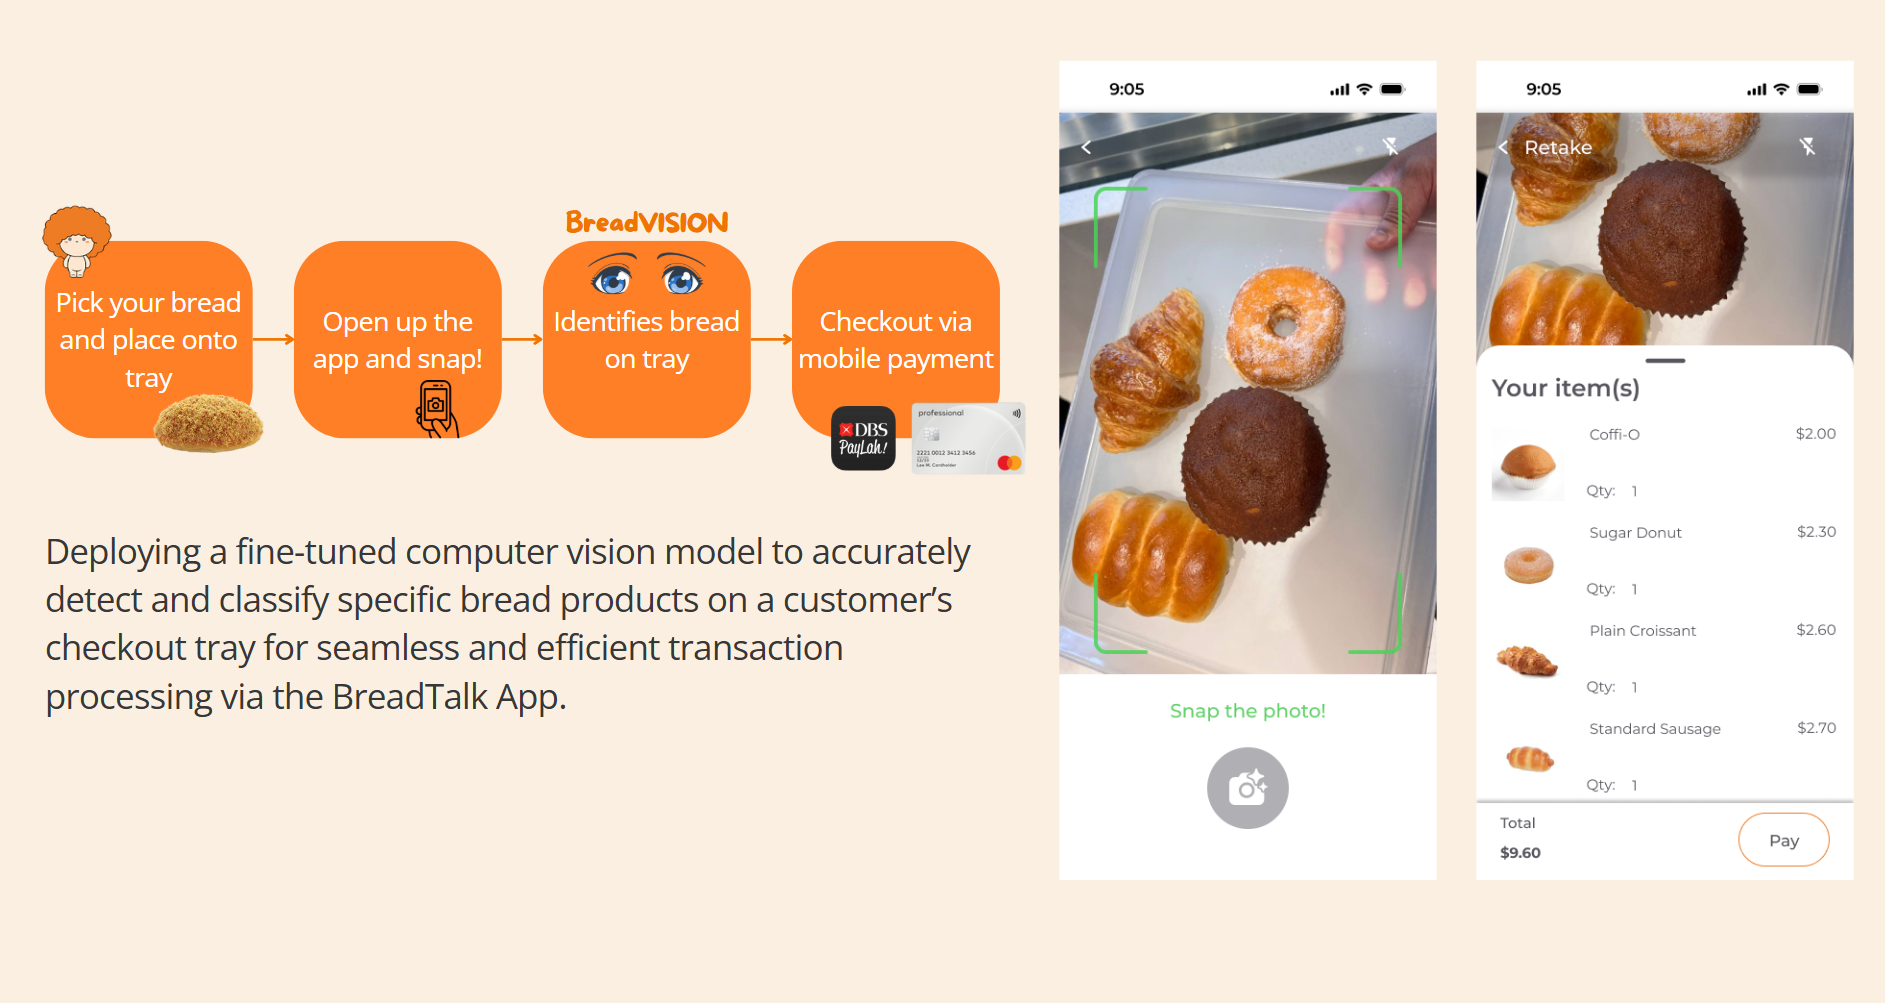 Pick your bread
and place onto
tray
Open up the
app and snap!
BreadVISION
Identifies bread
on tray
Checkout via
mobile payment
DBS
PayLah!
professional
2221 0012 3412 3456
Lee M. Cardholder
Deploying a fine-tuned computer vision model to accurately
detect and classify specific bread products on a customer’s
checkout tray for seamless and efficient transaction
processing via the BreadTalk App.
9:05
Snap the photo!
9:05
Retake
Your item(s)
Coffi-O $2.00
Qty: 1
Sugar Donut $2.30
Qty: 1
Plain Croissant $2.60
Qty: 1
Standard Sausage $2.70
Qty: 1
Total
$9.60
Pay